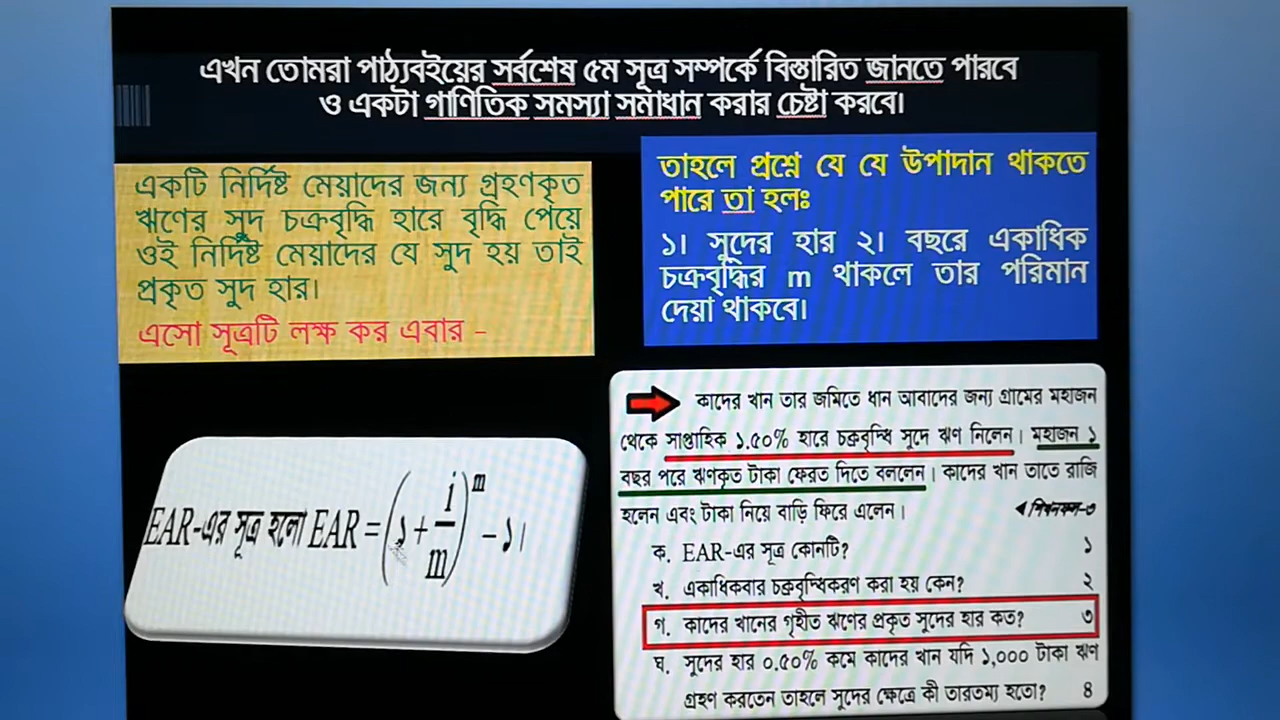 এখন তোমরা পাঠ্যবইয়ের সর্বশেষ ৫ম সূত্র সম্পর্কে বিস্তারিত জানতে পারবে
ও একটা গাণিতিক সমস্যা সমাধান করার চেষ্টা করবে।
একটি নির্দিষ্ট মেয়াদের জন্য গ্রহণকৃত
ঋণের সুদ চক্রবৃদ্ধি হারে বৃদ্ধি পেয়ে
ওই নির্দিষ্ট মেয়াদের যে সুদ হয় তাই
প্রকৃত সুদ হার।
এসো সূত্রটি লক্ষ কর এবার -
তাহলে প্রশ্নে যে যে উপাদান থাকতে
পারে তা হলঃ
১। সুদের হার ২। বছরে একাধিক
চক্রবৃদ্ধির m থাকলে তার পরিমান
দেয়া থাকবে।
EAR-এর সূত্র হলো EAR = (১ + i/m)^m - ১।
কাদের খান তার জমিতে ধান আবাদের জন্য গ্রামের মহাজন
থেকে সাপ্তাহিক ১.৫০% হারে চক্রবৃদ্ধি সুদে ঋণ নিলেন। মহাজন ১
বছর পরে ঋণকৃত টাকা ফেরত দিতে বললেন। কাদের খান তাতে রাজি
হলেন এবং টাকা নিয়ে বাড়ি ফিরে এলেন। ◀ শিখনফল-৩
ক. EAR-এর সূত্র কোনটি? ১
খ. একাধিকবার চক্রবৃদ্ধিকরণ করা হয় কেন? ২
গ. কাদের খানের গৃহীত ঋণের প্রকৃত সুদের হার কত? ৩
ঘ. সুদের হার ০.৫০% কমে কাদের খান যদি ১,০০০ টাকা ঋণ
গ্রহণ করতেন তাহলে সুদের ক্ষেত্রে কী তারতম্য হতো? ৪